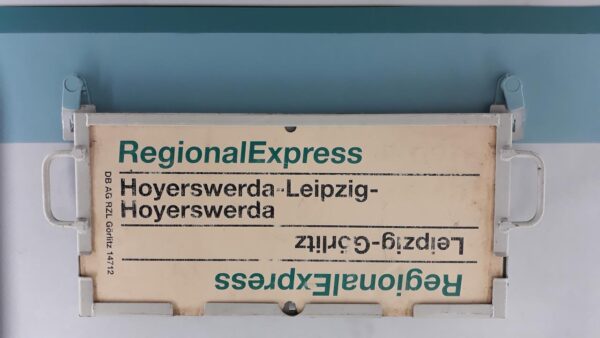 RegionalExpress
Hoyerswerda-Leipzig-
Hoyerswerda
Leipzig-Görlitz
RegionalExpress
DB AG RZL Görlitz 14712